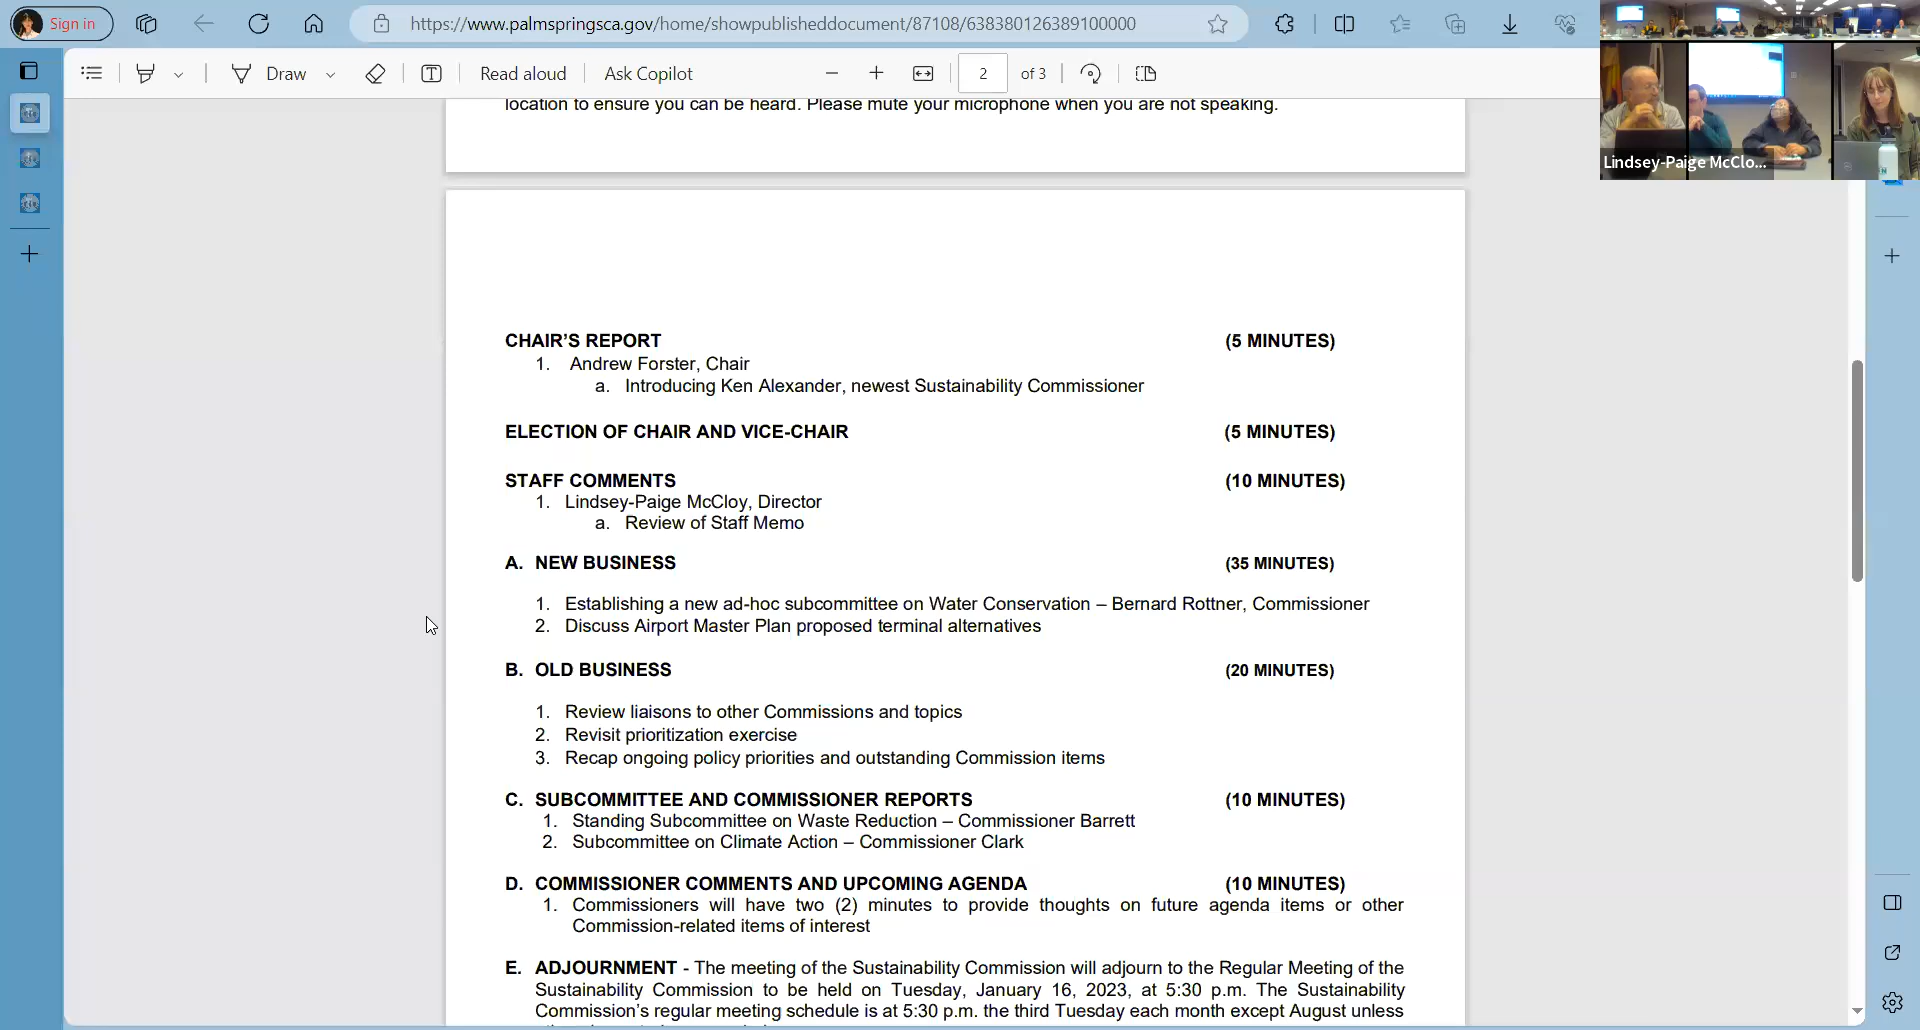 Sign in
https://www.palmspringsca.gov/home/showpublisheddocument/87108/638380126389100000
Draw
Read aloud
Ask Copilot
2 of 3
location to ensure you can be heard. Please mute your microphone when you are not speaking.
Lindsey-Paige McClo...
CHAIR'S REPORT (5 MINUTES)
1. Andrew Forster, Chair
a. Introducing Ken Alexander, newest Sustainability Commissioner
ELECTION OF CHAIR AND VICE-CHAIR (5 MINUTES)
STAFF COMMENTS (10 MINUTES)
1. Lindsey-Paige McCloy, Director
a. Review of Staff Memo
A. NEW BUSINESS (35 MINUTES)
1. Establishing a new ad-hoc subcommittee on Water Conservation – Bernard Rottner, Commissioner
2. Discuss Airport Master Plan proposed terminal alternatives
B. OLD BUSINESS (20 MINUTES)
1. Review liaisons to other Commissions and topics
2. Revisit prioritization exercise
3. Recap ongoing policy priorities and outstanding Commission items
C. SUBCOMMITTEE AND COMMISSIONER REPORTS (10 MINUTES)
1. Standing Subcommittee on Waste Reduction – Commissioner Barrett
2. Subcommittee on Climate Action – Commissioner Clark
D. COMMISSIONER COMMENTS AND UPCOMING AGENDA (10 MINUTES)
1. Commissioners will have two (2) minutes to provide thoughts on future agenda items or other
Commission-related items of interest
E. ADJOURNMENT - The meeting of the Sustainability Commission will adjourn to the Regular Meeting of the
Sustainability Commission to be held on Tuesday, January 16, 2023, at 5:30 p.m. The Sustainability
Commission's regular meeting schedule is at 5:30 p.m. the third Tuesday each month except August unless